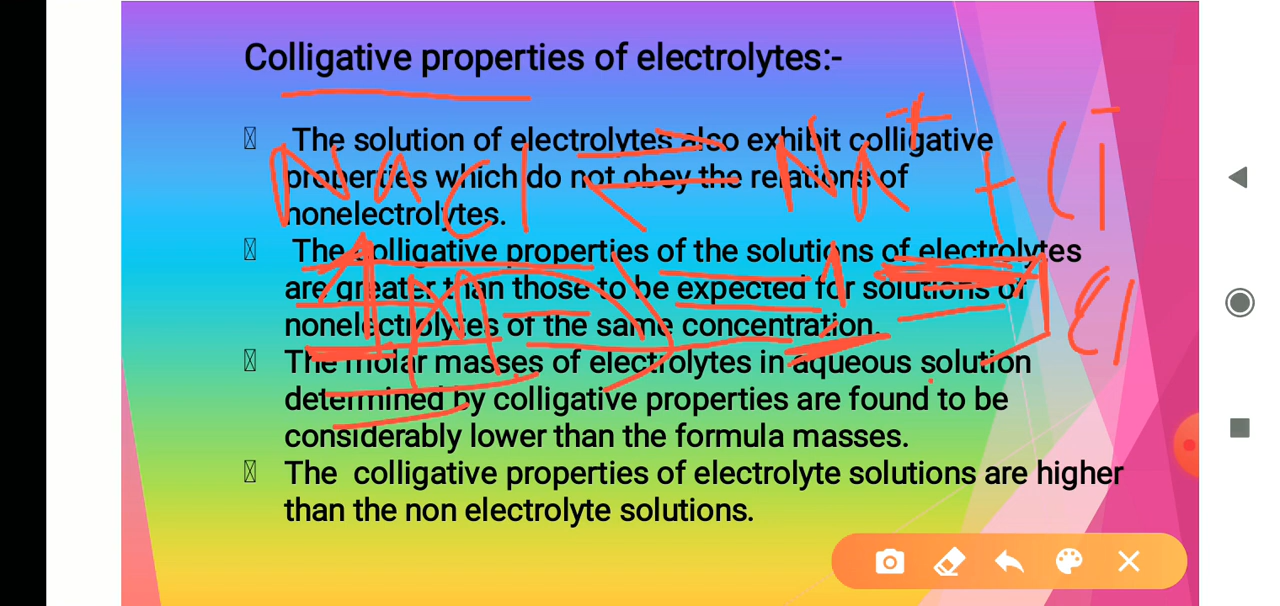 Colligative properties of electrolytes:-
The solution of electrolytes also exhibit colligative
properties which do not obey the relations of
nonelectrolytes.
The colligative properties of the solutions of electrolytes
are greater than those to be expected for solutions of
nonelectrolytes of the same concentration.
The molar masses of electrolytes in aqueous solution
determined by colligative properties are found to be
considerably lower than the formula masses.
The colligative properties of electrolyte solutions are higher
than the non electrolyte solutions.
NaCl ⇌ Na+ + Cl-